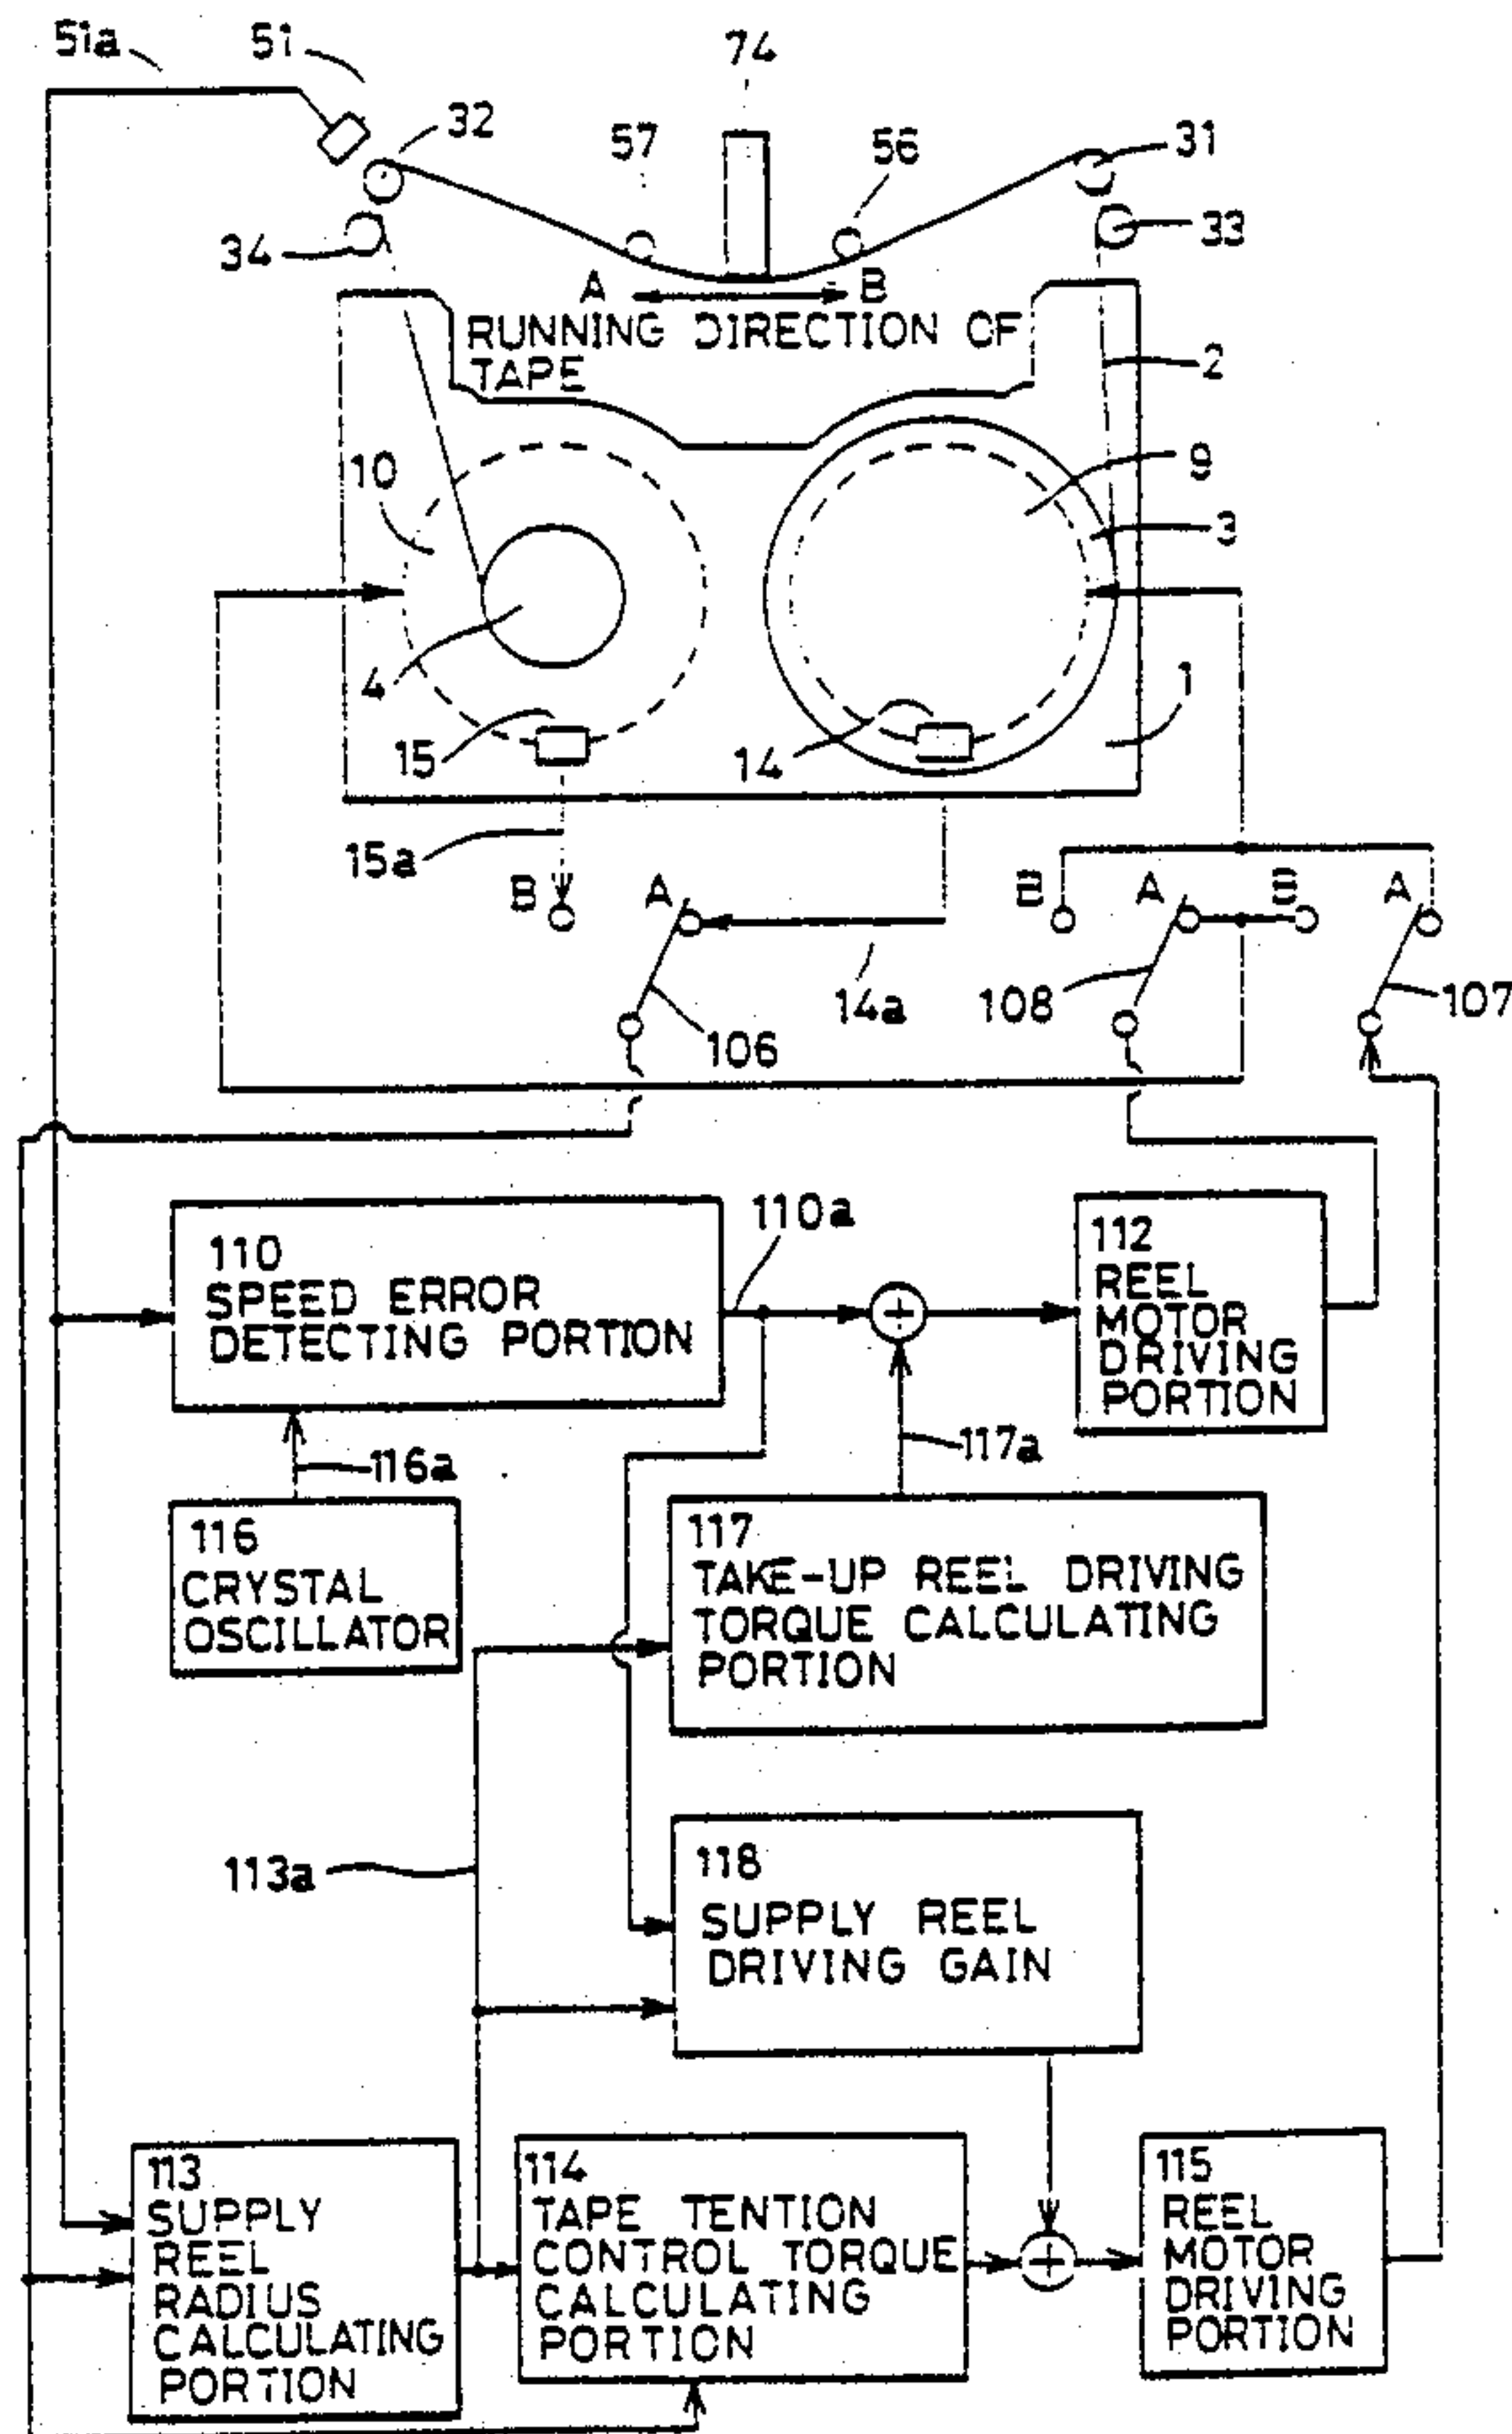 51a
51
74
32
57
56
31
34
33
A
B
RUNNING DIRECTION OF
TAPE
2
10
9
3
4
1
15
14
15a
B
A
B
A
B
A
14a
108
107
106
110a
110
SPEED ERROR
DETECTING PORTION
112
REEL
MOTOR
DRIVING
PORTION
116a
117a
116
CRYSTAL
OSCILLATOR
117
TAKE-UP REEL DRIVING
TORQUE CALCULATING
PORTION
113a
118
SUPPLY REEL
DRIVING GAIN
113
SUPPLY
REEL
RADIUS
CALCULATING
PORTION
114
TAPE TENTION
CONTROL TORQUE
CALCULATING
PORTION
115
REEL
MOTOR
DRIVING
PORTION